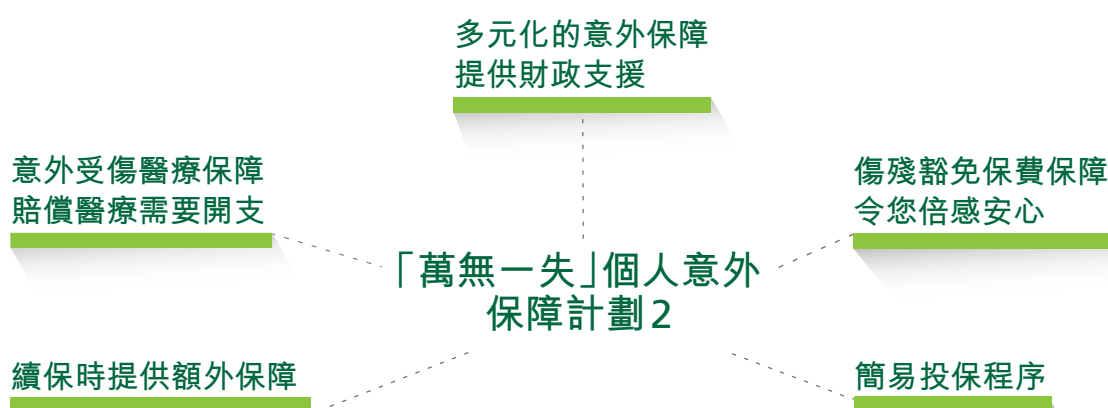 多元化的意外保障
提供財政支援
意外受傷醫療保障
賠償醫療需要開支
傷殘豁免保費保障
令您倍感安心
「萬無一失」個人意外
保障計劃2
續保時提供額外保障
簡易投保程序